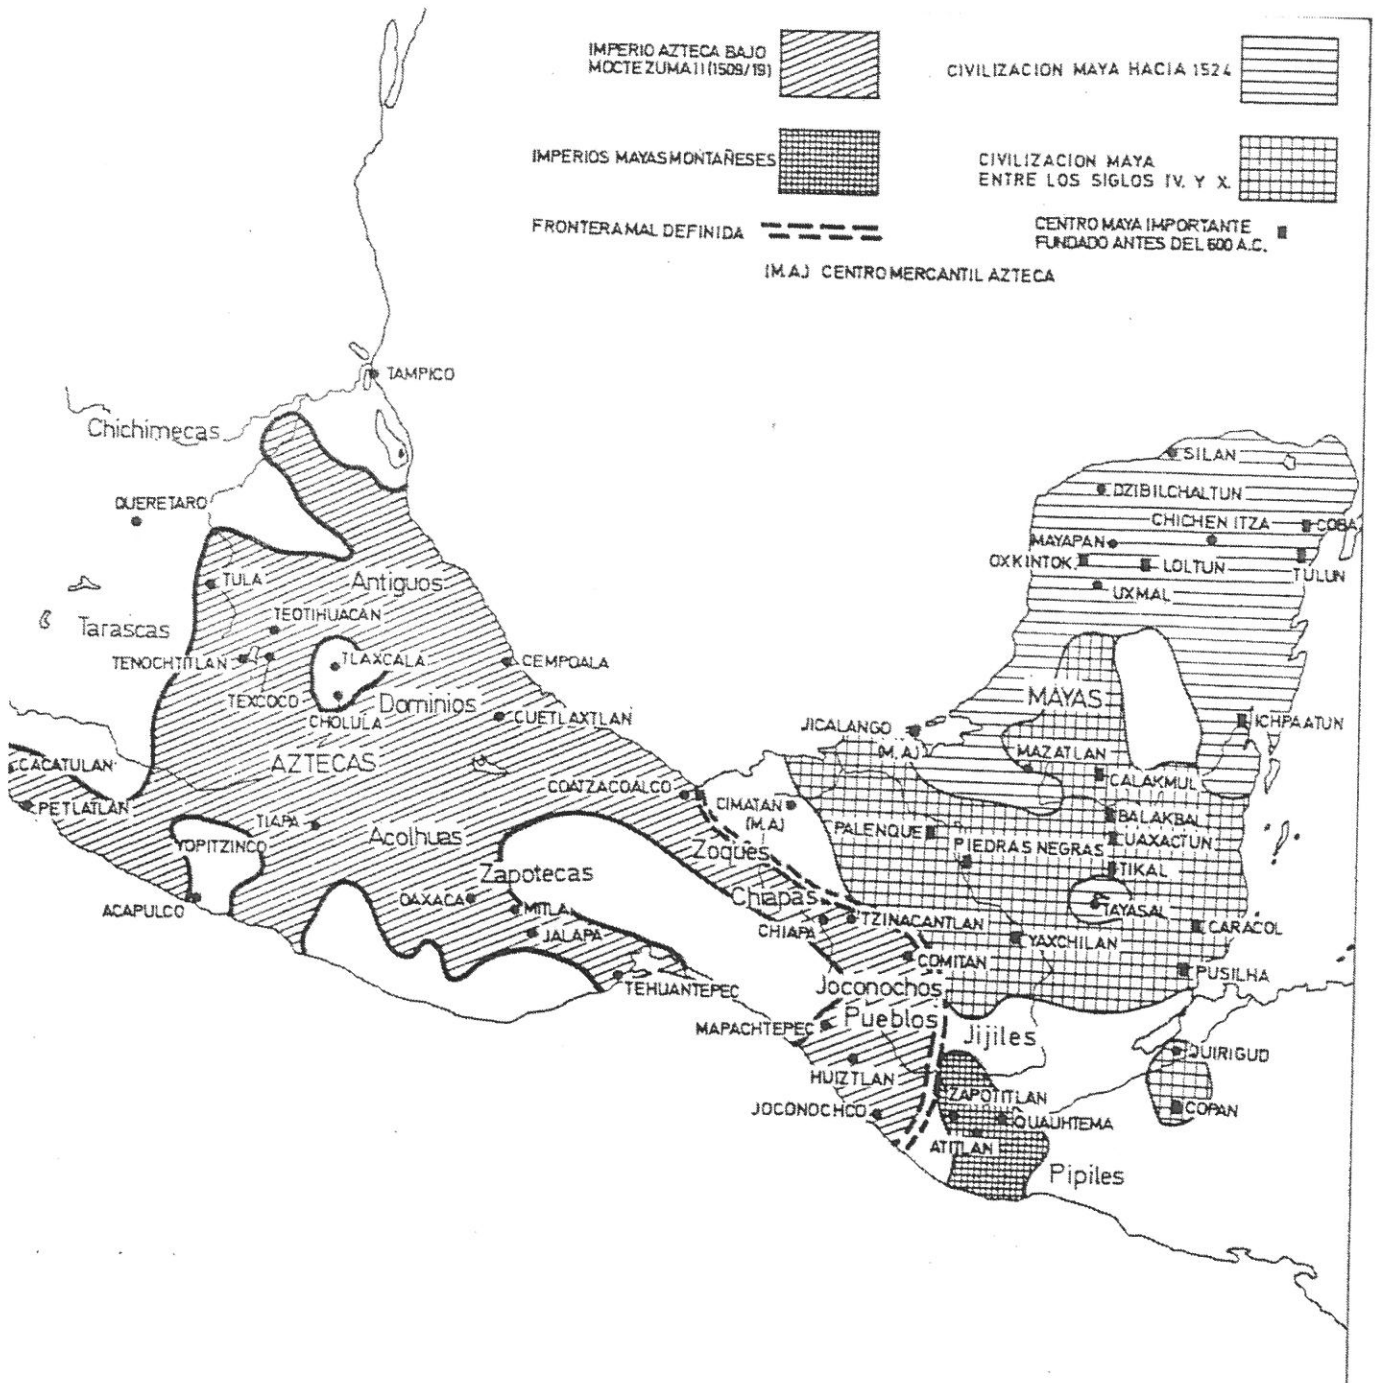 IMPERIO AZTECA BAJO
MOCTEZUMA II (1509/19)
CIVILIZACION MAYA HACIA 1524
IMPERIOS MAYAS MONTAÑESES
CIVILIZACION MAYA
ENTRE LOS SIGLOS IV. Y X.
FRONTERA MAL DEFINIDA
CENTRO MAYA IMPORTANTE
FUNDADO ANTES DEL 600 A.C.
(M.A.) CENTRO MERCANTIL AZTECA
TAMPICO
Chichimecas
SILAN
QUERETARO
DZIBILCHALTUN
CHICHEN ITZA
COBA
MAYAPAN
OXKINTOK
LOLTUN
TULUN
TULA
Antiguos
UXMAL
Tarascas
TEOTIHUACAN
TENOCHTITLAN
TLAXCALA
CEMPOALA
TEXCOCO
CHOLULA
Dominios
MAYAS
CUETLAXTLAN
JICALANGO
(M.A.)
ICHPAATUN
CACATULAN
AZTECAS
MAZATLAN
CALAKMUL
PETLATLAN
COATZACOALCO
CIMATAN
(M.A.)
BALAKBAL
TIAPA
Acolhuas
PALENQUE
UAXACTUN
YOPITZINCO
Zoques
PIEDRAS NEGRAS
TIKAL
Zapotecas
Chiapas
ACAPULCO
OAXACA
MITLA
TAYASAL
JALAPA
CHIAPA
TZINACANTLAN
CARACOL
YAXCHILAN
COMITAN
PUSILHA
TEHUANTEPEC
Joconochos
MAPACHTEPEC
Pueblos
Jijiles
QUIRIGUD
HUIZTLAN
ZAPOTITLAN
JOCONOCHCO
QUAUHTEMA
COPAN
ATITLAN
Pipiles